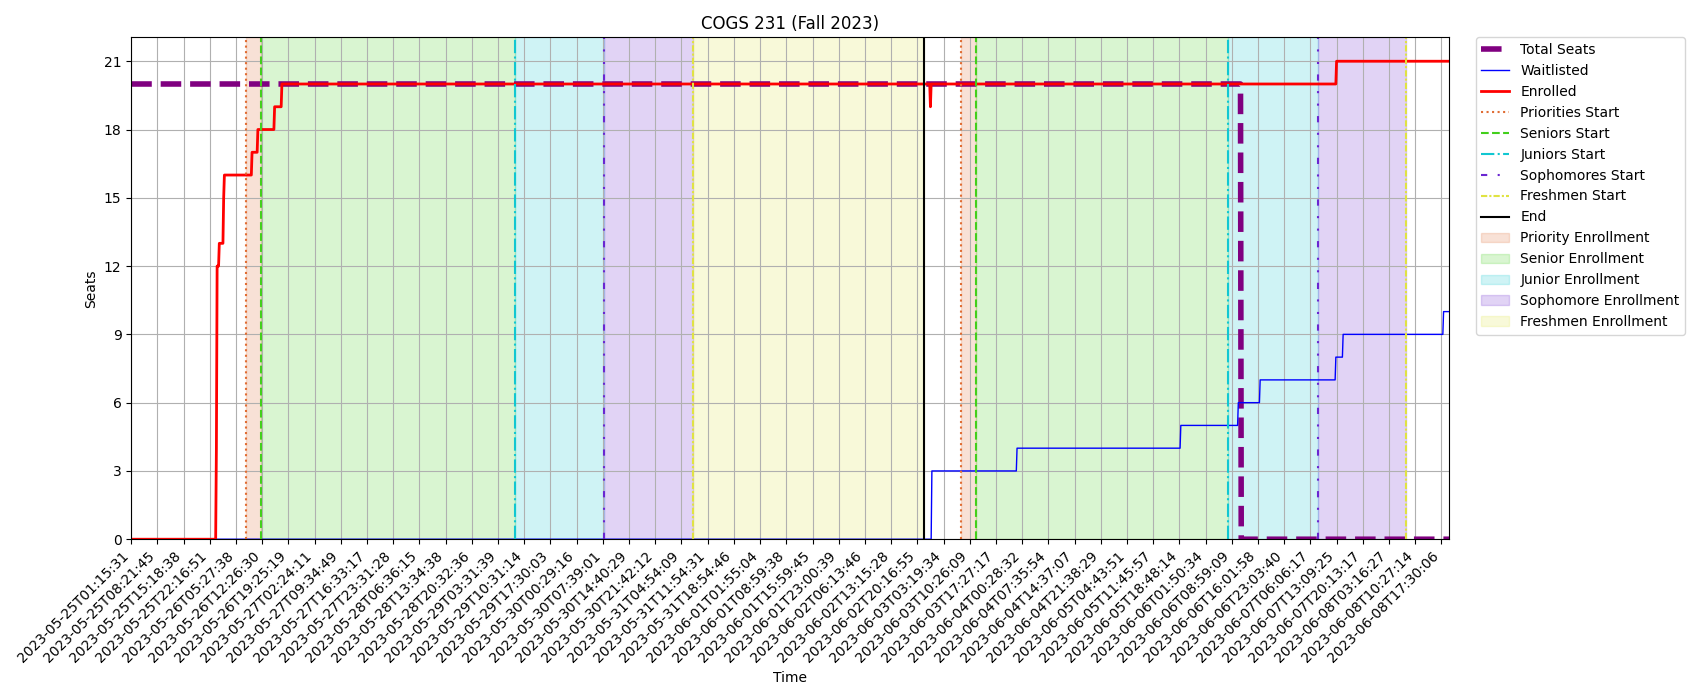 COGS 231 (Fall 2023)
Seats
21
18
15
12
9
6
3
0
2023-05-25T01:15:31
2023-05-25T08:21:45
2023-05-25T15:18:38
2023-05-25T22:16:51
2023-05-26T05:27:38
2023-05-26T12:26:30
2023-05-26T19:25:19
2023-05-27T02:24:11
2023-05-27T09:34:49
2023-05-27T16:33:17
2023-05-27T23:31:28
2023-05-28T06:36:15
2023-05-28T13:34:38
2023-05-28T20:32:36
2023-05-29T03:31:39
2023-05-29T10:31:14
2023-05-29T17:30:03
2023-05-30T00:29:16
2023-05-30T07:39:01
2023-05-30T14:40:29
2023-05-30T21:42:12
2023-05-31T04:54:09
2023-05-31T11:54:31
2023-05-31T18:54:46
2023-06-01T01:55:04
2023-06-01T08:59:38
2023-06-01T15:59:45
2023-06-01T23:00:39
2023-06-02T06:13:46
2023-06-02T13:15:28
2023-06-02T20:16:55
2023-06-03T03:19:34
2023-06-03T10:26:09
2023-06-03T17:27:17
2023-06-04T00:28:32
2023-06-04T07:35:54
2023-06-04T14:37:07
2023-06-04T21:38:29
2023-06-05T04:43:51
2023-06-05T11:45:57
2023-06-05T18:48:14
2023-06-06T01:50:34
2023-06-06T08:59:09
2023-06-06T16:01:58
2023-06-06T23:03:40
2023-06-07T06:06:17
2023-06-07T13:09:25
2023-06-07T20:13:17
2023-06-08T03:16:27
2023-06-08T10:27:14
2023-06-08T17:30:06
Time
Total Seats
Waitlisted
Enrolled
Priorities Start
Seniors Start
Juniors Start
Sophomores Start
Freshmen Start
End
Priority Enrollment
Senior Enrollment
Junior Enrollment
Sophomore Enrollment
Freshmen Enrollment